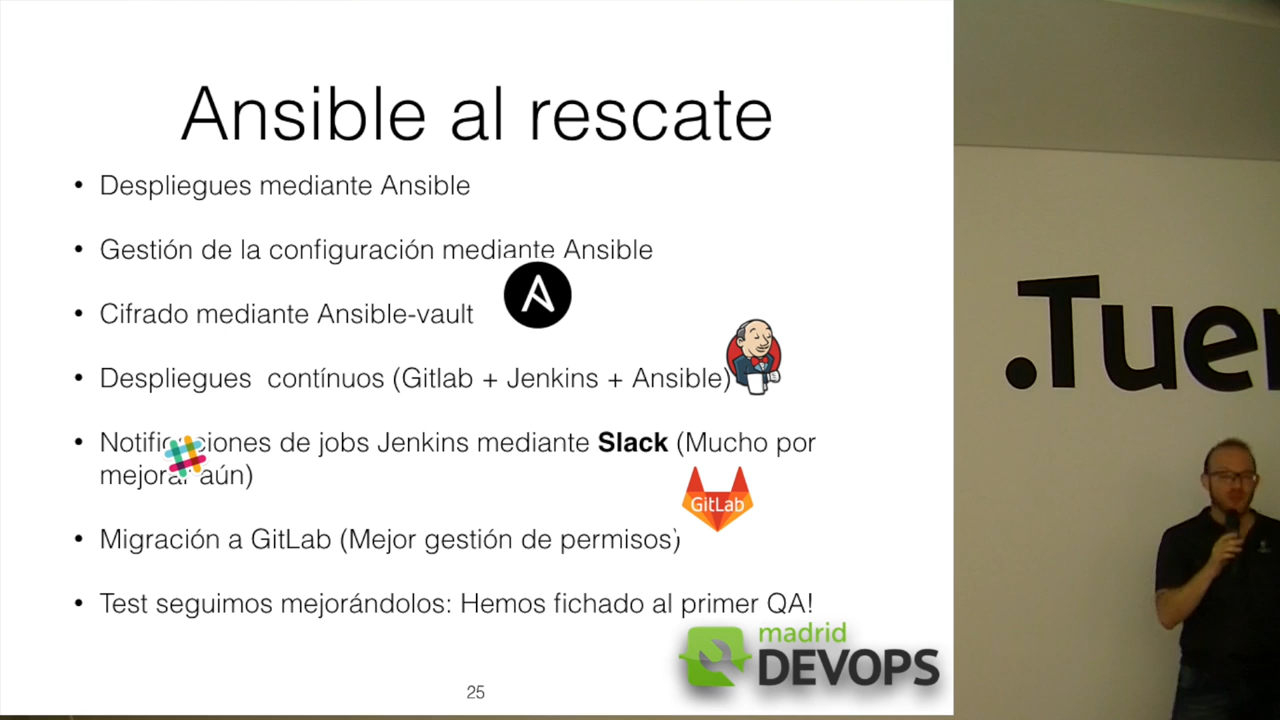 Ansible al rescate
• Despliegues mediante Ansible
• Gestión de la configuración mediante Ansible
• Cifrado mediante Ansible-vault
• Despliegues contínuos (Gitlab + Jenkins + Ansible)
• Notificaciones de jobs Jenkins mediante Slack (Mucho por
mejorar aún)
GitLab
• Migración a GitLab (Mejor gestión de permisos)
• Test seguimos mejorándolos: Hemos fichado al primer QA!
madrid
DEVOPS
25
.Tuen